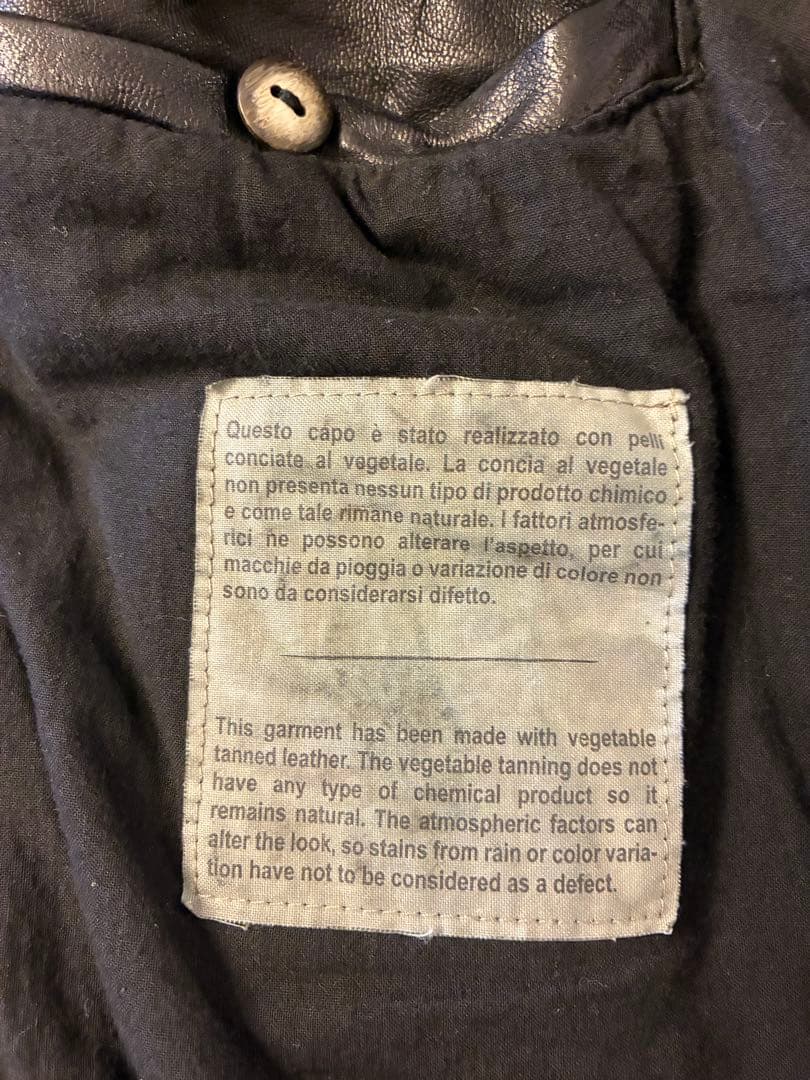 Questo capo è stato realizzato con pelli
conciate al vegetale. La concia al vegetale
non presenta nessun tipo di prodotto chimico
e come tale rimane naturale. I fattori atmosfe-
rici ne possono alterare l'aspetto, per cui
macchie da pioggia o variazione di colore non
sono da considerarsi difetto.
This garment has been made with vegetable
tanned leather. The vegetable tanning does not
have any type of chemical product so it
remains natural. The atmospheric factors can
alter the look, so stains from rain or color varia-
tion have not to be considered as a defect.